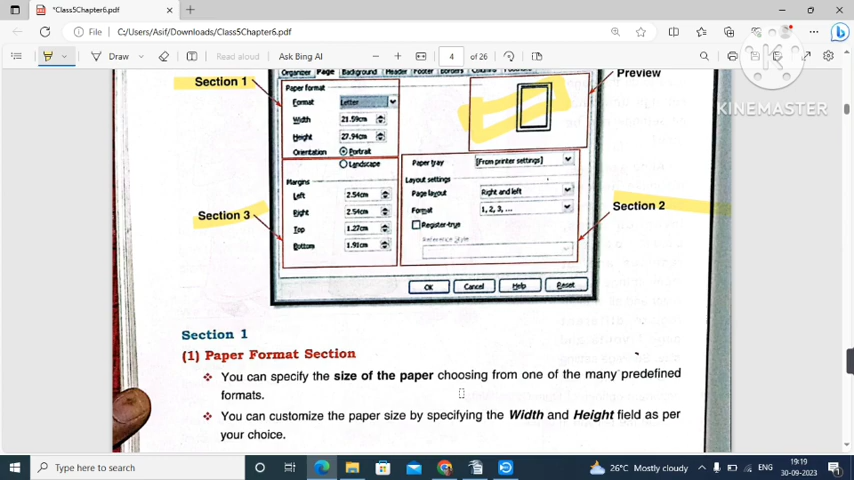 *Class5Chapter6.pdf
File C:/Users/Asif/Downloads/Class5Chapter6.pdf
Draw Read aloud Ask Bing AI 4 of 26
KINEMASTER
Organizer Page Background Header Footer Borders Columns
Section 1
Preview
Paper format
Format Letter
Width 21.59cm
Height 27.94cm
Orientation Portrait
Landscape
Paper tray [From printer settings]
Layout settings
Page layout Right and left
Format 1, 2, 3, ...
Register-true
Reference Style
Margins
Left 2.54cm
Right 2.54cm
Top 1.27cm
Bottom 1.91cm
Section 3
Section 2
OK Cancel Help Reset
Section 1
(1) Paper Format Section
❖ You can specify the size of the paper choosing from one of the many predefined
formats.
❖ You can customize the paper size by specifying the Width and Height field as per
your choice.
Type here to search
26°C Mostly cloudy
ENG
19:19
30-09-2023